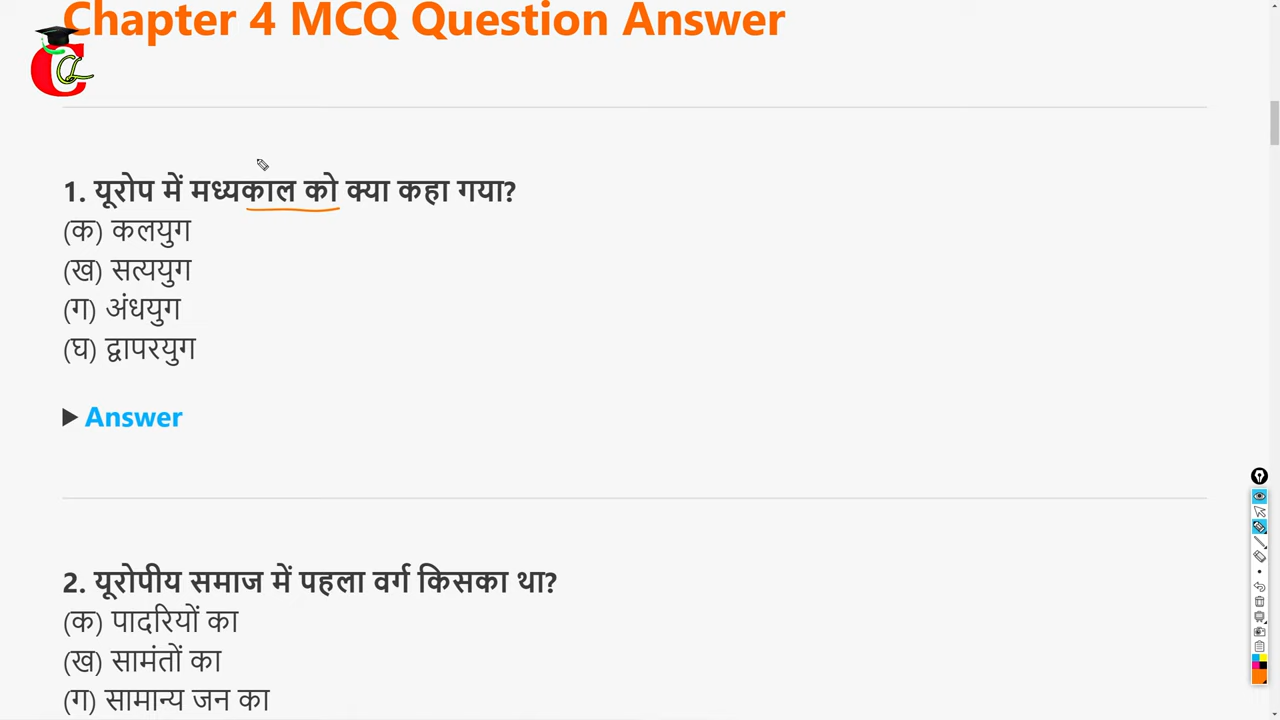 Chapter 4 MCQ Question Answer
1. यूरोप में मध्यकाल को क्या कहा गया?
(क) कलयुग
(ख) सत्ययुग
(ग) अंधयुग
(घ) द्वापरयुग
Answer
2. यूरोपीय समाज में पहला वर्ग किसका था?
(क) पादरियों का
(ख) सामंतों का
(ग) सामान्य जन का